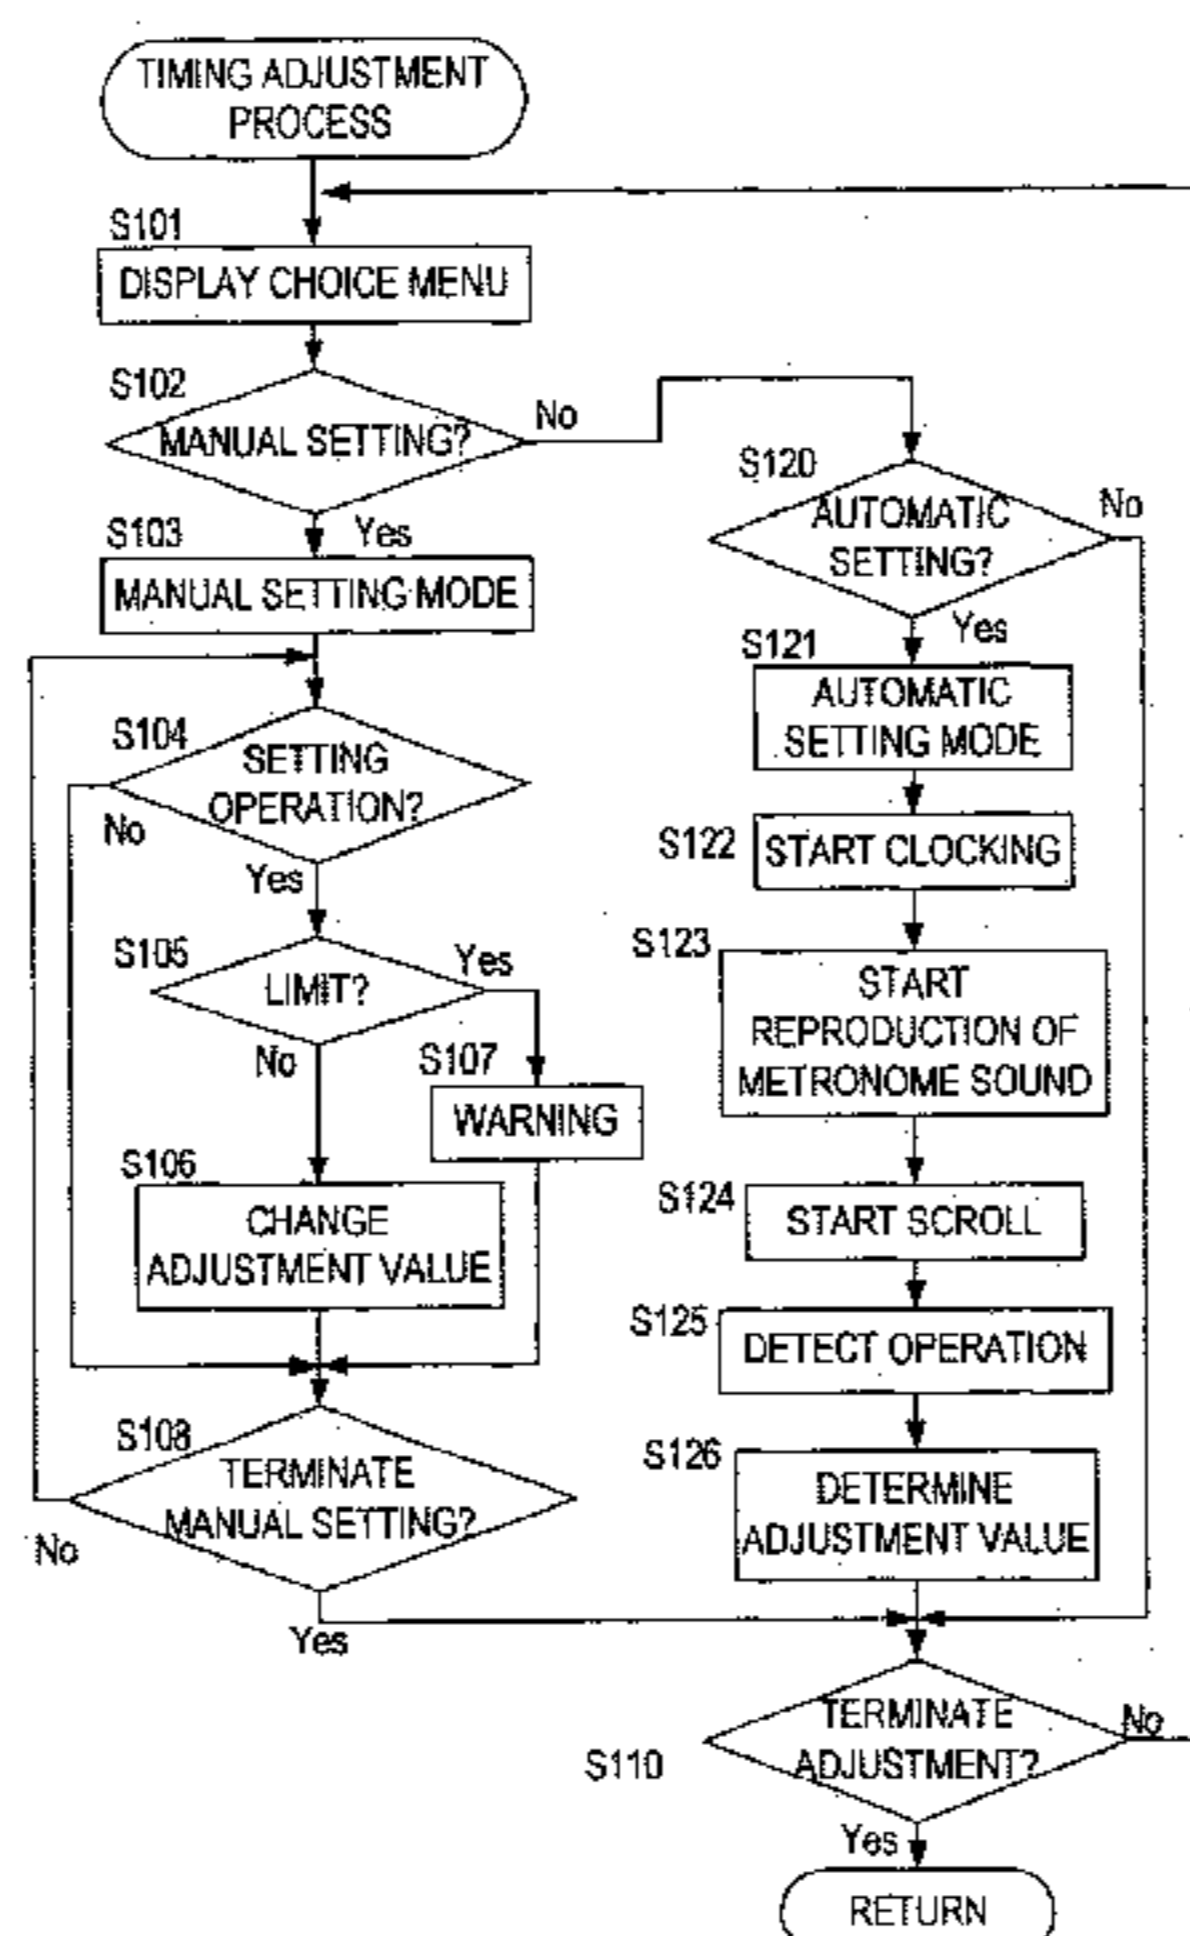 TIMING ADJUSTMENT
PROCESS
S101
DISPLAY CHOICE MENU
S102
MANUAL SETTING?
No
Yes
S103
MANUAL SETTING MODE
S104
SETTING
OPERATION?
No
Yes
S105
LIMIT?
Yes
No
S107
WARNING
S106
CHANGE
ADJUSTMENT VALUE
S108
TERMINATE
MANUAL SETTING?
No
Yes
S120
AUTOMATIC
SETTING?
No
Yes
S121
AUTOMATIC
SETTING MODE
S122
START CLOCKING
S123
START
REPRODUCTION OF
METRONOME SOUND
S124
START SCROLL
S125
DETECT OPERATION
S126
DETERMINE
ADJUSTMENT VALUE
S110
TERMINATE
ADJUSTMENT?
No
Yes
RETURN